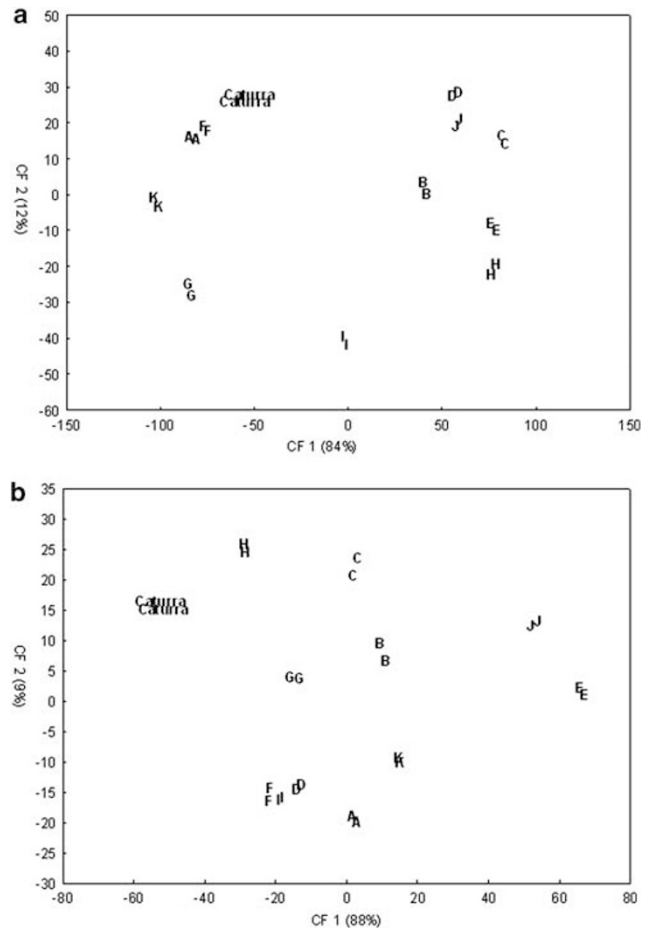 a
50
40
30
20
10
0
-10
-20
-30
-40
-50
-60
CF 2 (12%)
Caturra
Caturra
D D
F
F
J
J
A A
C
C
B
B
K
K
E
E
H
H
G
G
I
I
-150 -100 -50 0 50 100 150
CF 1 (84%)
b
35
30
25
20
15
10
5
0
-5
-10
-15
-20
-25
-30
CF 2 (9%)
H
H
C
C
Caturra
Caturra
J J
B
B
G G
E
E
K
K
F
F
I I
D D
A
A
-80 -60 -40 -20 0 20 40 60 80
CF 1 (88%)